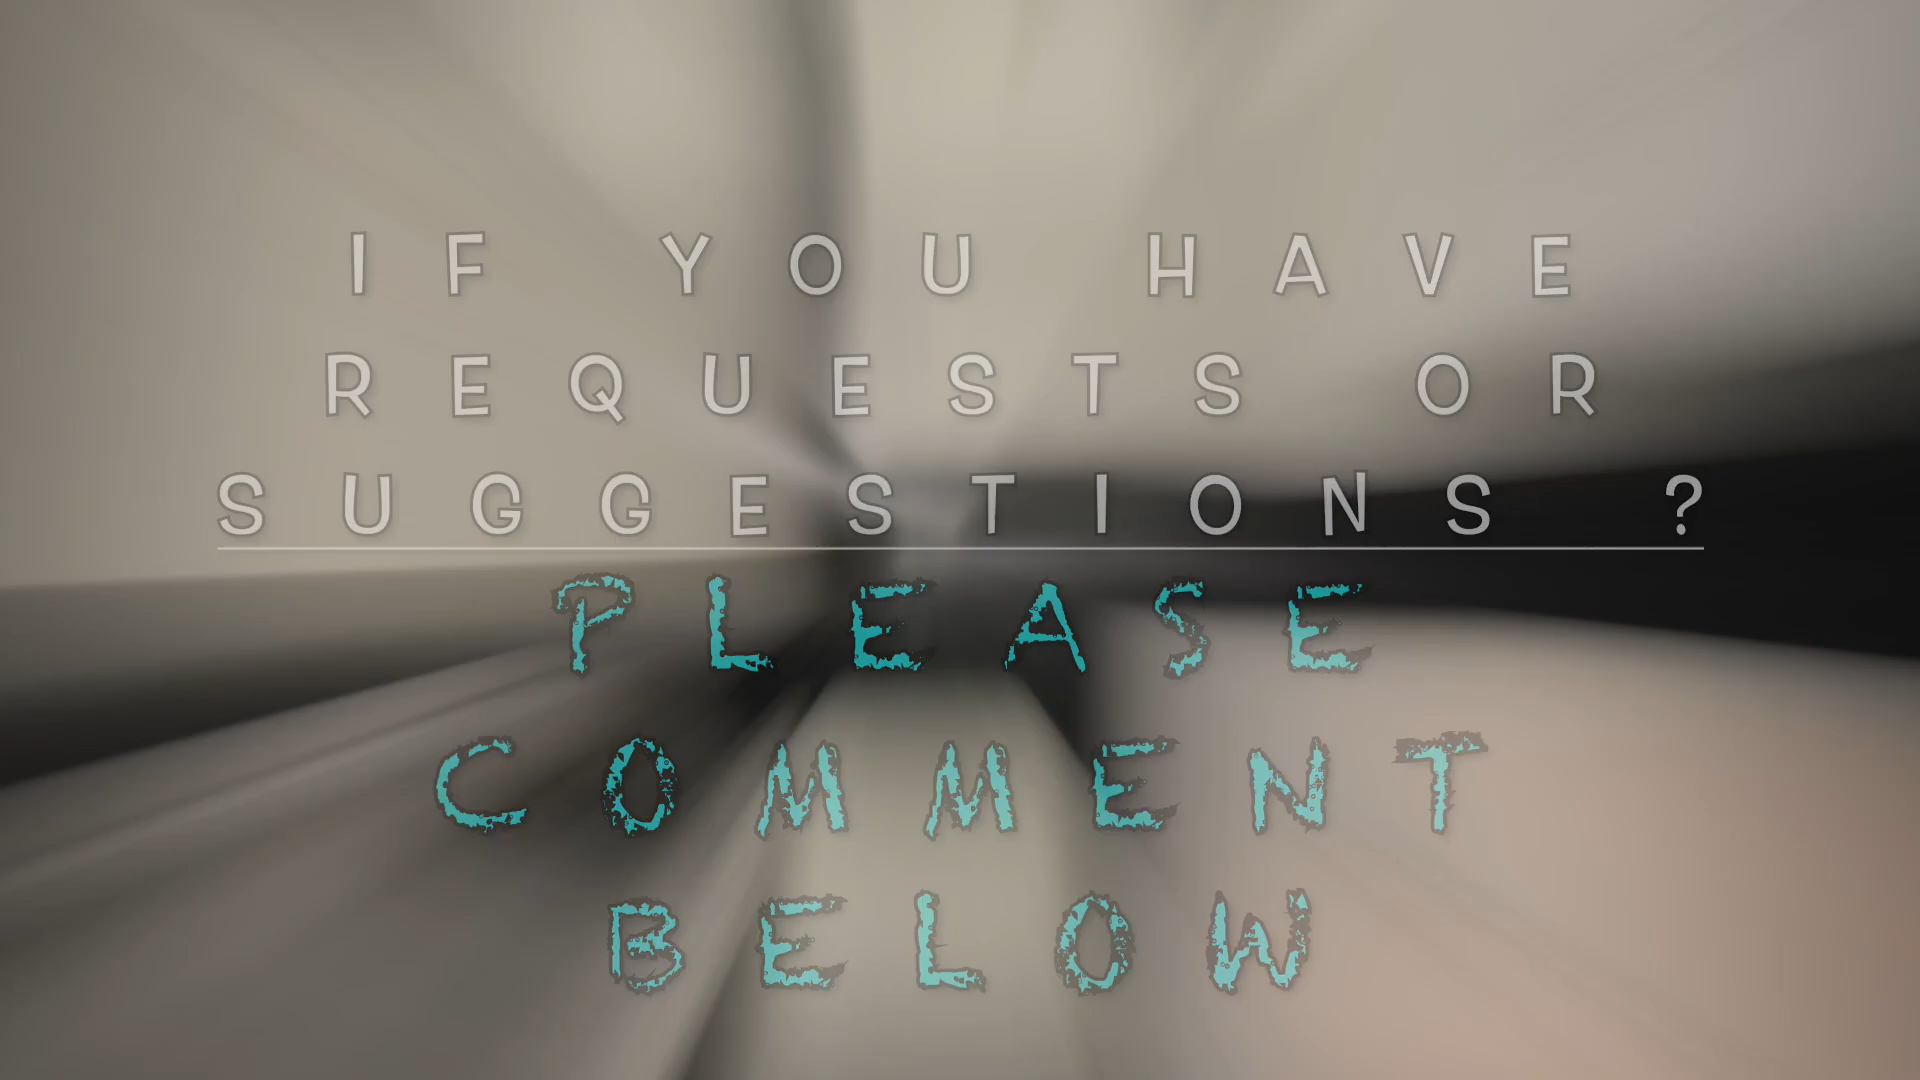 IF YOU HAVE
REQUESTS OR
SUGGESTIONS ?
PLEASE
COMMENT
BELOW